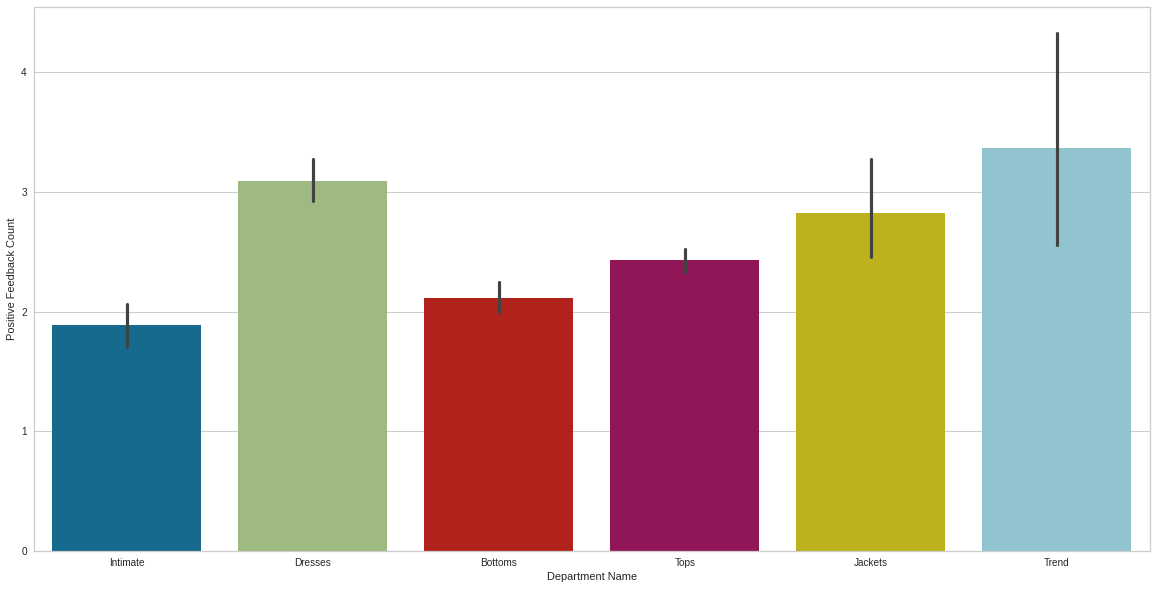 4
3
2
1
0
Positive Feedback Count
Intimate Dresses Bottoms Tops Jackets Trend
Department Name